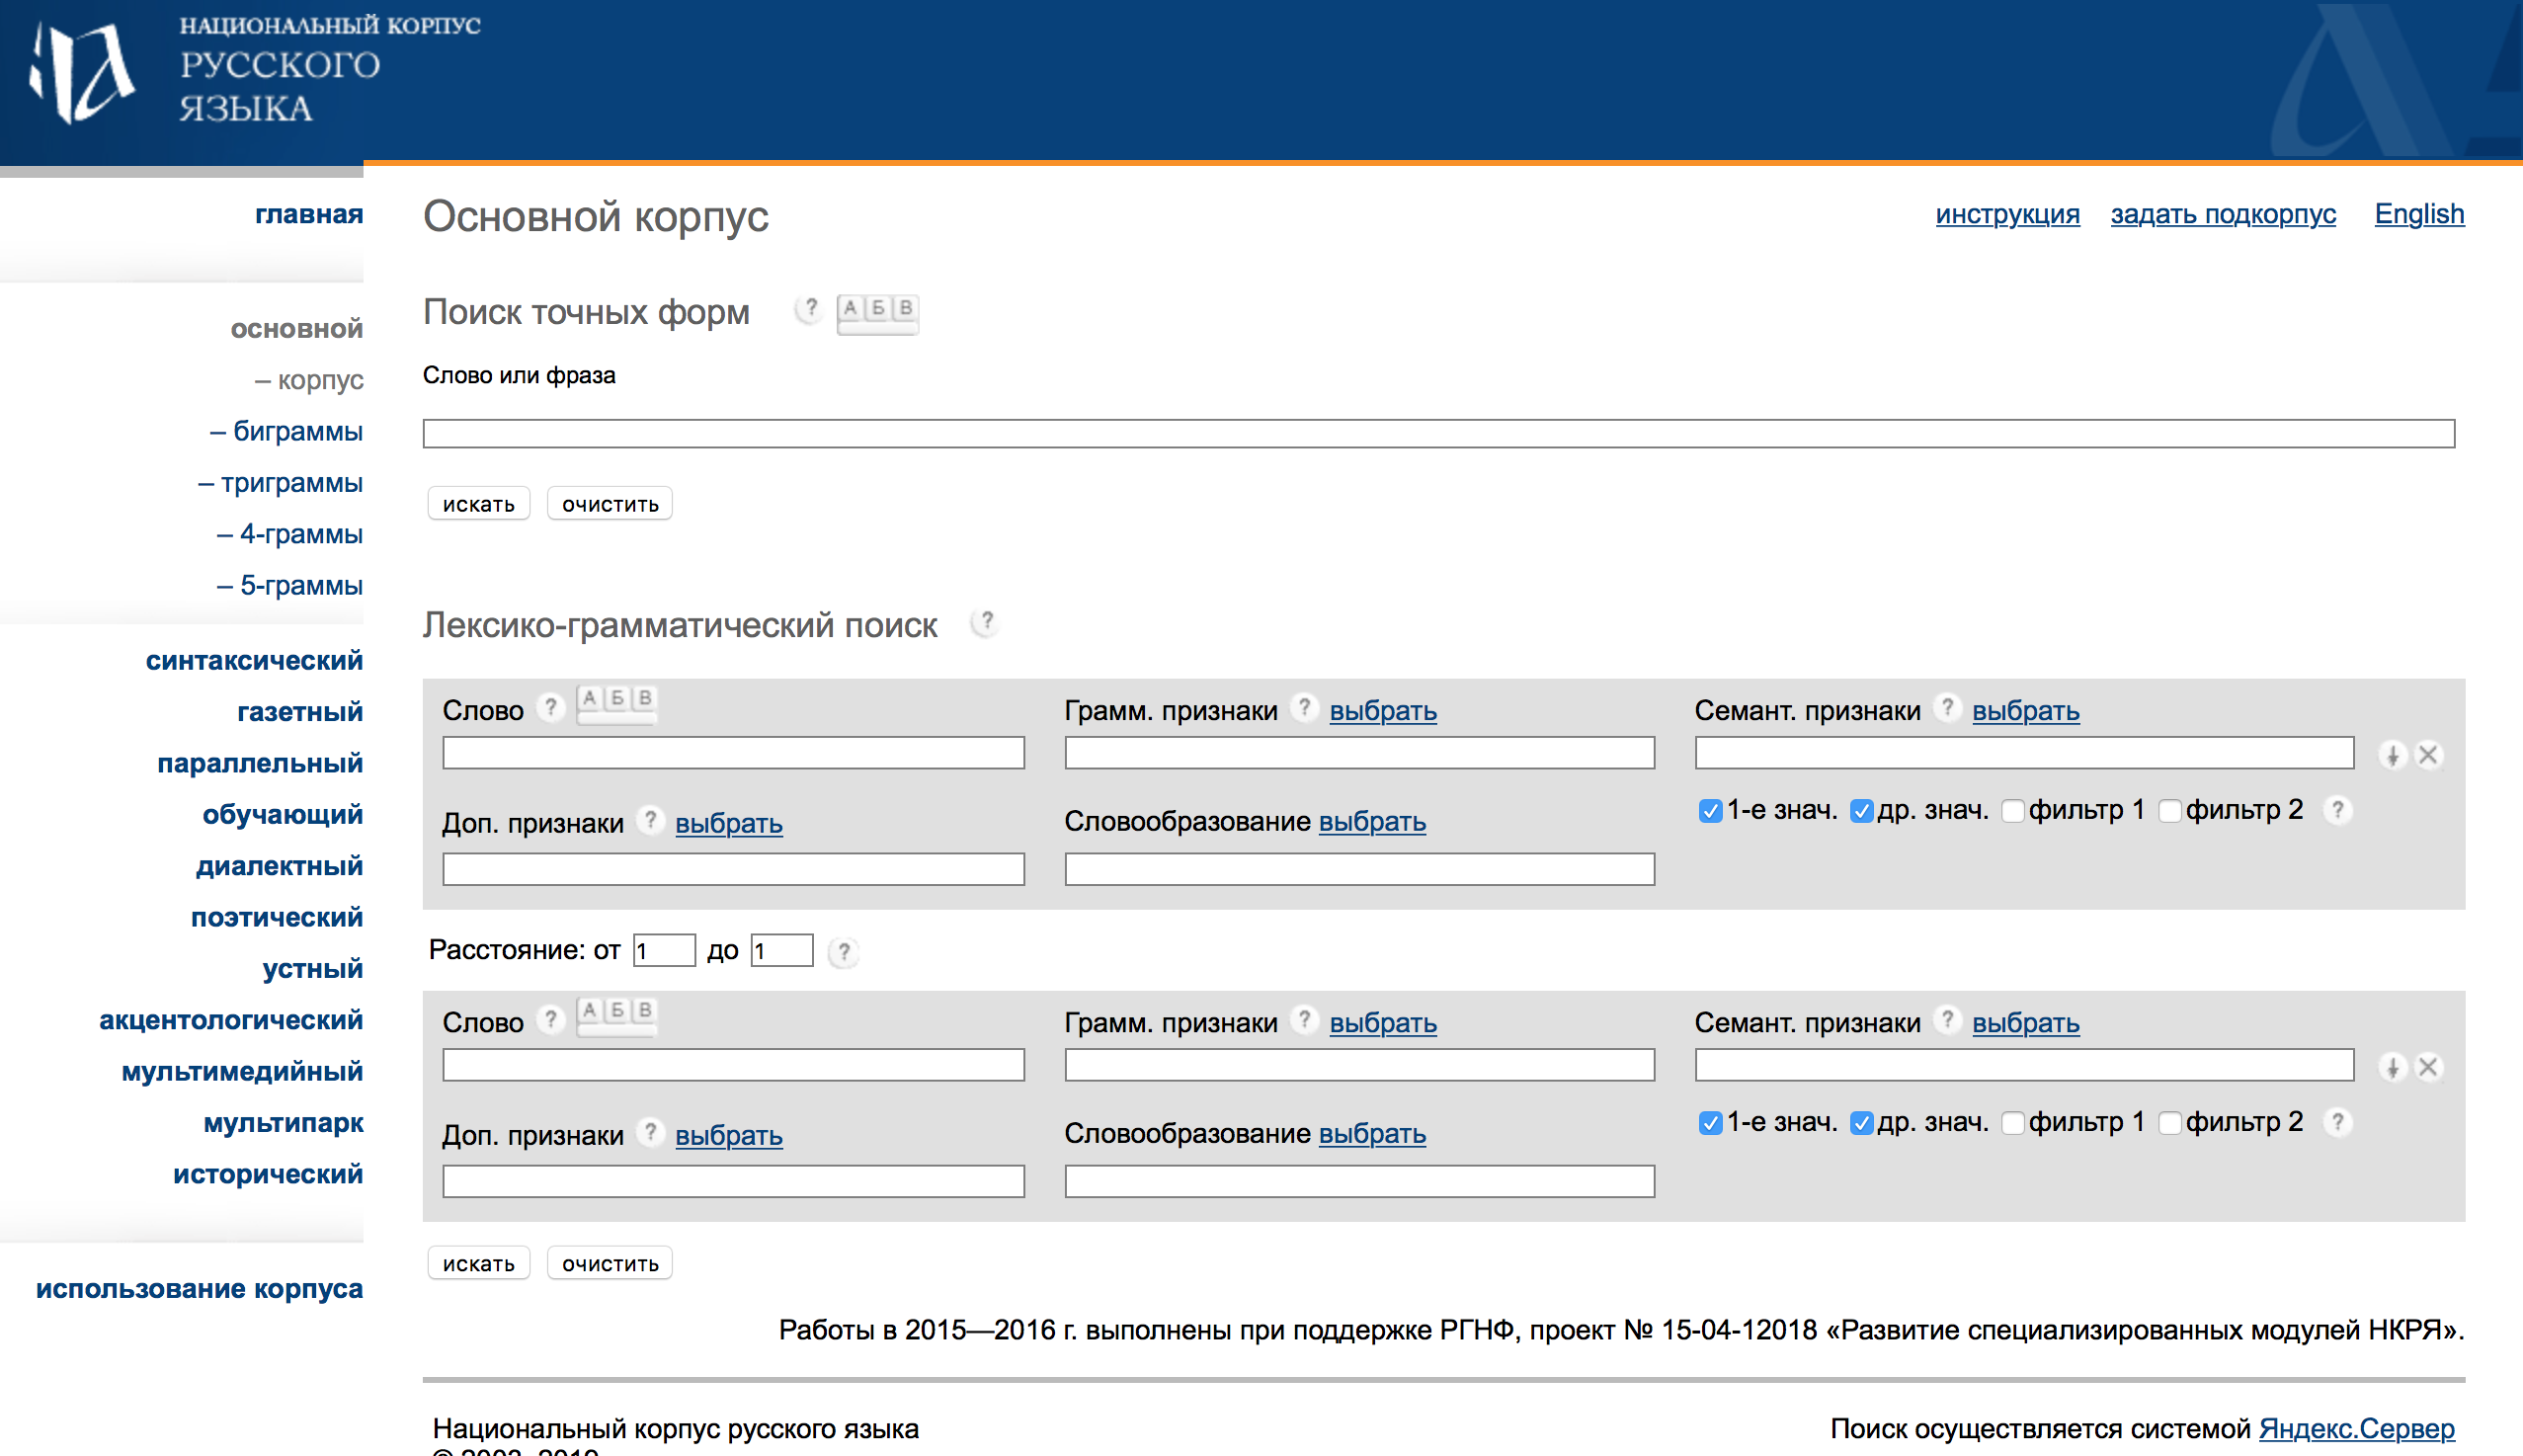 НАЦИОНАЛЬНЫЙ КОРПУС
РУССКОГО
ЯЗЫКА
главная
основной
– корпус
– биграммы
– триграммы
– 4-граммы
– 5-граммы
синтаксический
газетный
параллельный
обучающий
диалектный
поэтический
устный
акцентологический
мультимедийный
мультипарк
исторический
использование корпуса
Основной корпус
инструкция задать подкорпус English
Поиск точных форм ? А Б В
Слово или фраза
искать очистить
Лексико-грамматический поиск ?
Слово ? А Б В Грамм. признаки ? выбрать Семант. признаки ? выбрать
1-е знач. др. знач. фильтр 1 фильтр 2 ?
Доп. признаки ? выбрать Словообразование выбрать
Расстояние: от 1 до 1 ?
Слово ? А Б В Грамм. признаки ? выбрать Семант. признаки ? выбрать
1-е знач. др. знач. фильтр 1 фильтр 2 ?
Доп. признаки ? выбрать Словообразование выбрать
искать очистить
Работы в 2015—2016 г. выполнены при поддержке РГНФ, проект № 15-04-12018 «Развитие специализированных модулей НКРЯ».
Национальный корпус русского языка
Поиск осуществляется системой Яндекс.Сервер